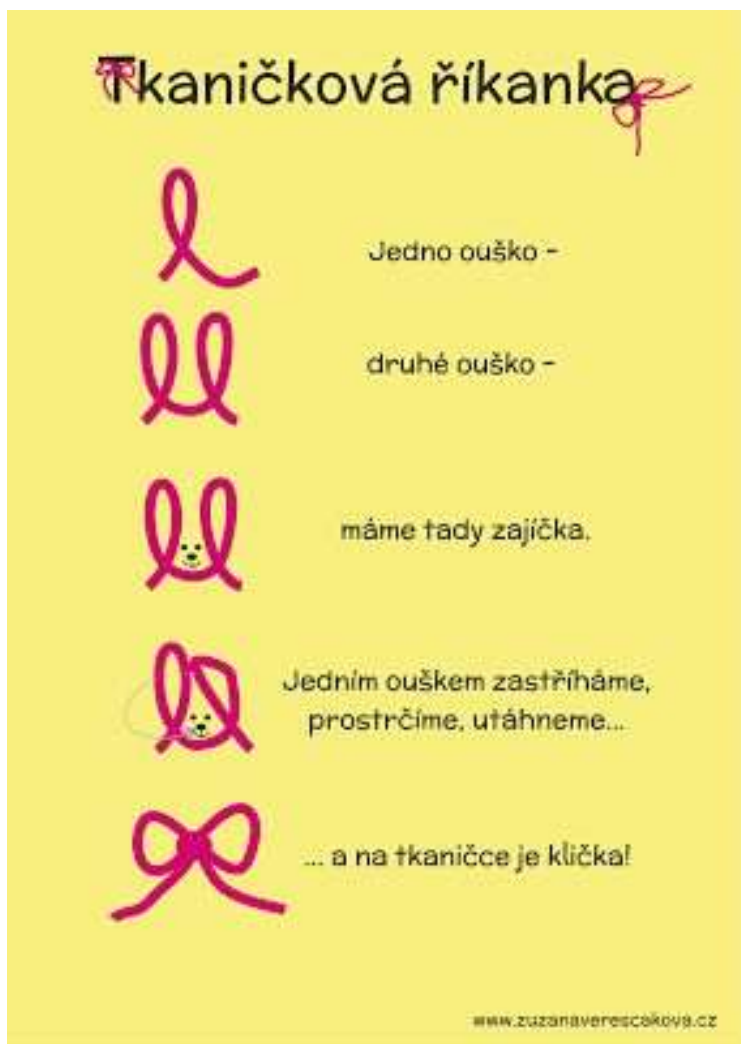 Tkaničková říkanka
Jedno ouško -
druhé ouško -
máme tady zajíčka.
Jedním ouškem zastříháme,
prostrčíme, utáhneme...
... a na tkaničce je klička!
www.zuzanaverescakova.cz